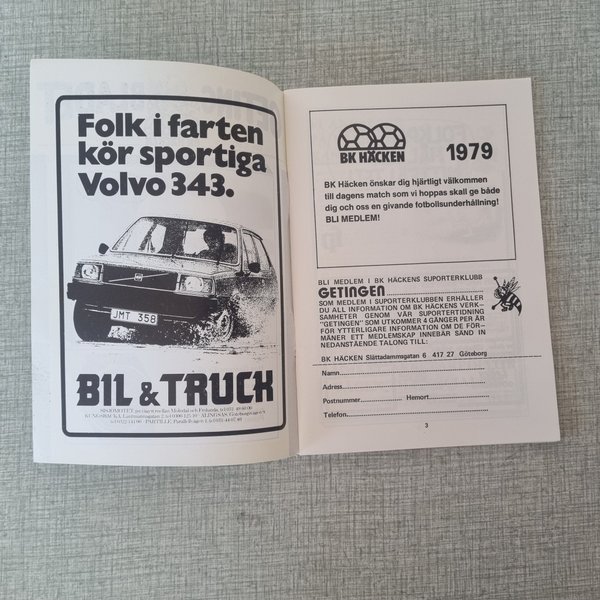 Folk i farten
kör sportiga
Volvo 343.
JMT 358
BIL & TRUCK
BK HÄCKEN
1979
BK Häcken önskar dig hjärtligt välkommen
till dagens match som vi hoppas skall ge både
dig och oss en givande fotbollsunderhållning!
BLI MEDLEM!
BLI MEDLEM I BK HÄCKENS SUPORTERKLUBB
GETINGEN
SOM MEDLEM I SUPORTERKLUBBEN ERHÅLLER
DU ALL INFORMATION OM BK HÄCKENS VERK-
SAMHETER GENOM VÅR SUPORTERTIDNING
"GETINGEN" SOM UTKOMMER 4 GÅNGER PER ÅR
FÖR YTTERLIGARE INFORMATION OM DE FÖR-
MÅNER ETT MEDLEMSKAP INNEBÄR SÄND IN
NEDANSTÅENDE TALONG TILL:
BK HÄCKEN Slättadammsgatan 6 417 27 Göteborg
Namn
Adress
Postnummer Hemort
Telefon
3